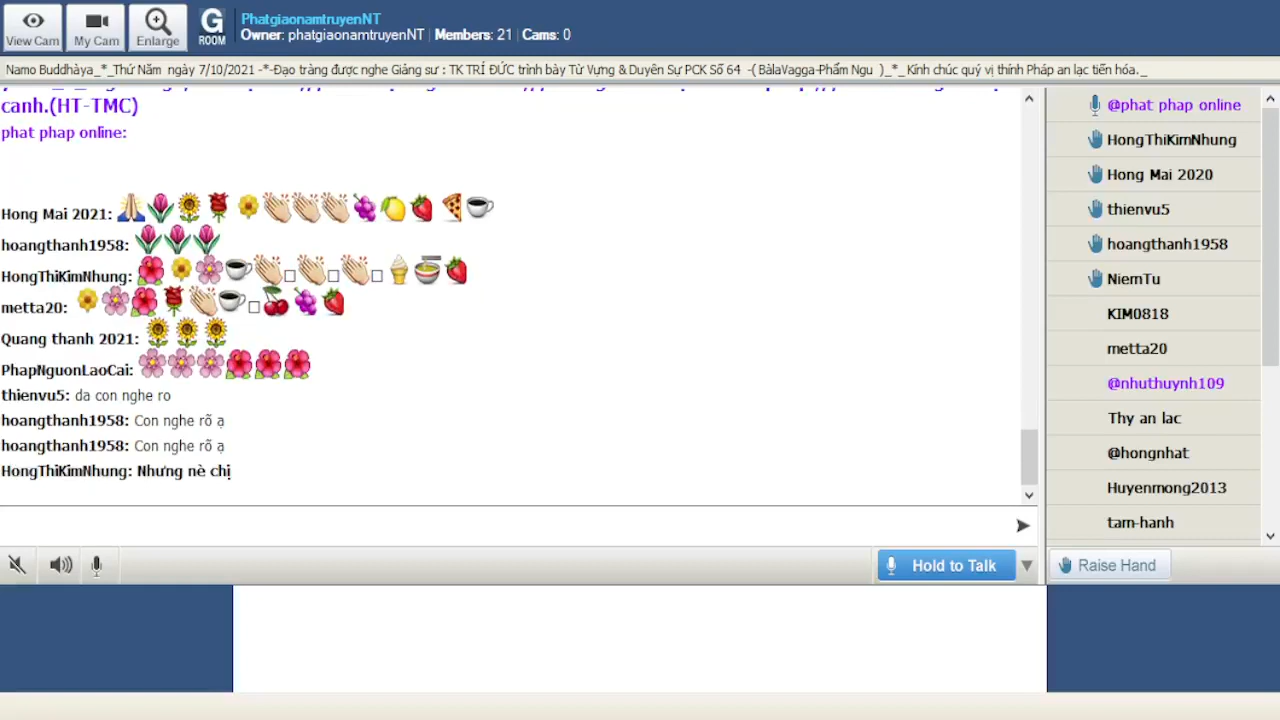 PhatgiaonamtruyenNT
Owner: phatgiaonamtruyenNT | Members: 21 | Cams: 0
View Cam
My Cam
Enlarge
G ROOM
Namo Buddhàya_*_Thứ Năm ngày 7/10/2021 -*-Đạo tràng được nghe Giảng sư : TK TRÍ ĐỨC trình bày Từ Vựng & Duyên Sự PCK Số 64 -( BàlaVagga-Phẩm Ngu )_*_ Kính chúc quý vị thính Pháp an lạc tiến hóa._
canh.(HT-TMC)
phat phap online:
Hong Mai 2021:
hoangthanh1958:
HongThiKimNhung:
metta20:
Quang thanh 2021:
PhapNguonLaoCai:
thienvu5: da con nghe ro
hoangthanh1958: Con nghe rõ ạ
hoangthanh1958: Con nghe rõ ạ
HongThiKimNhung: Nhưng nè chị
@phat phap online
HongThiKimNhung
Hong Mai 2020
thienvu5
hoangthanh1958
NiemTu
KIM0818
metta20
@nhuthuynh109
Thy an lac
@hongnhat
Huyenmong2013
tam-hanh
Hold to Talk
Raise Hand